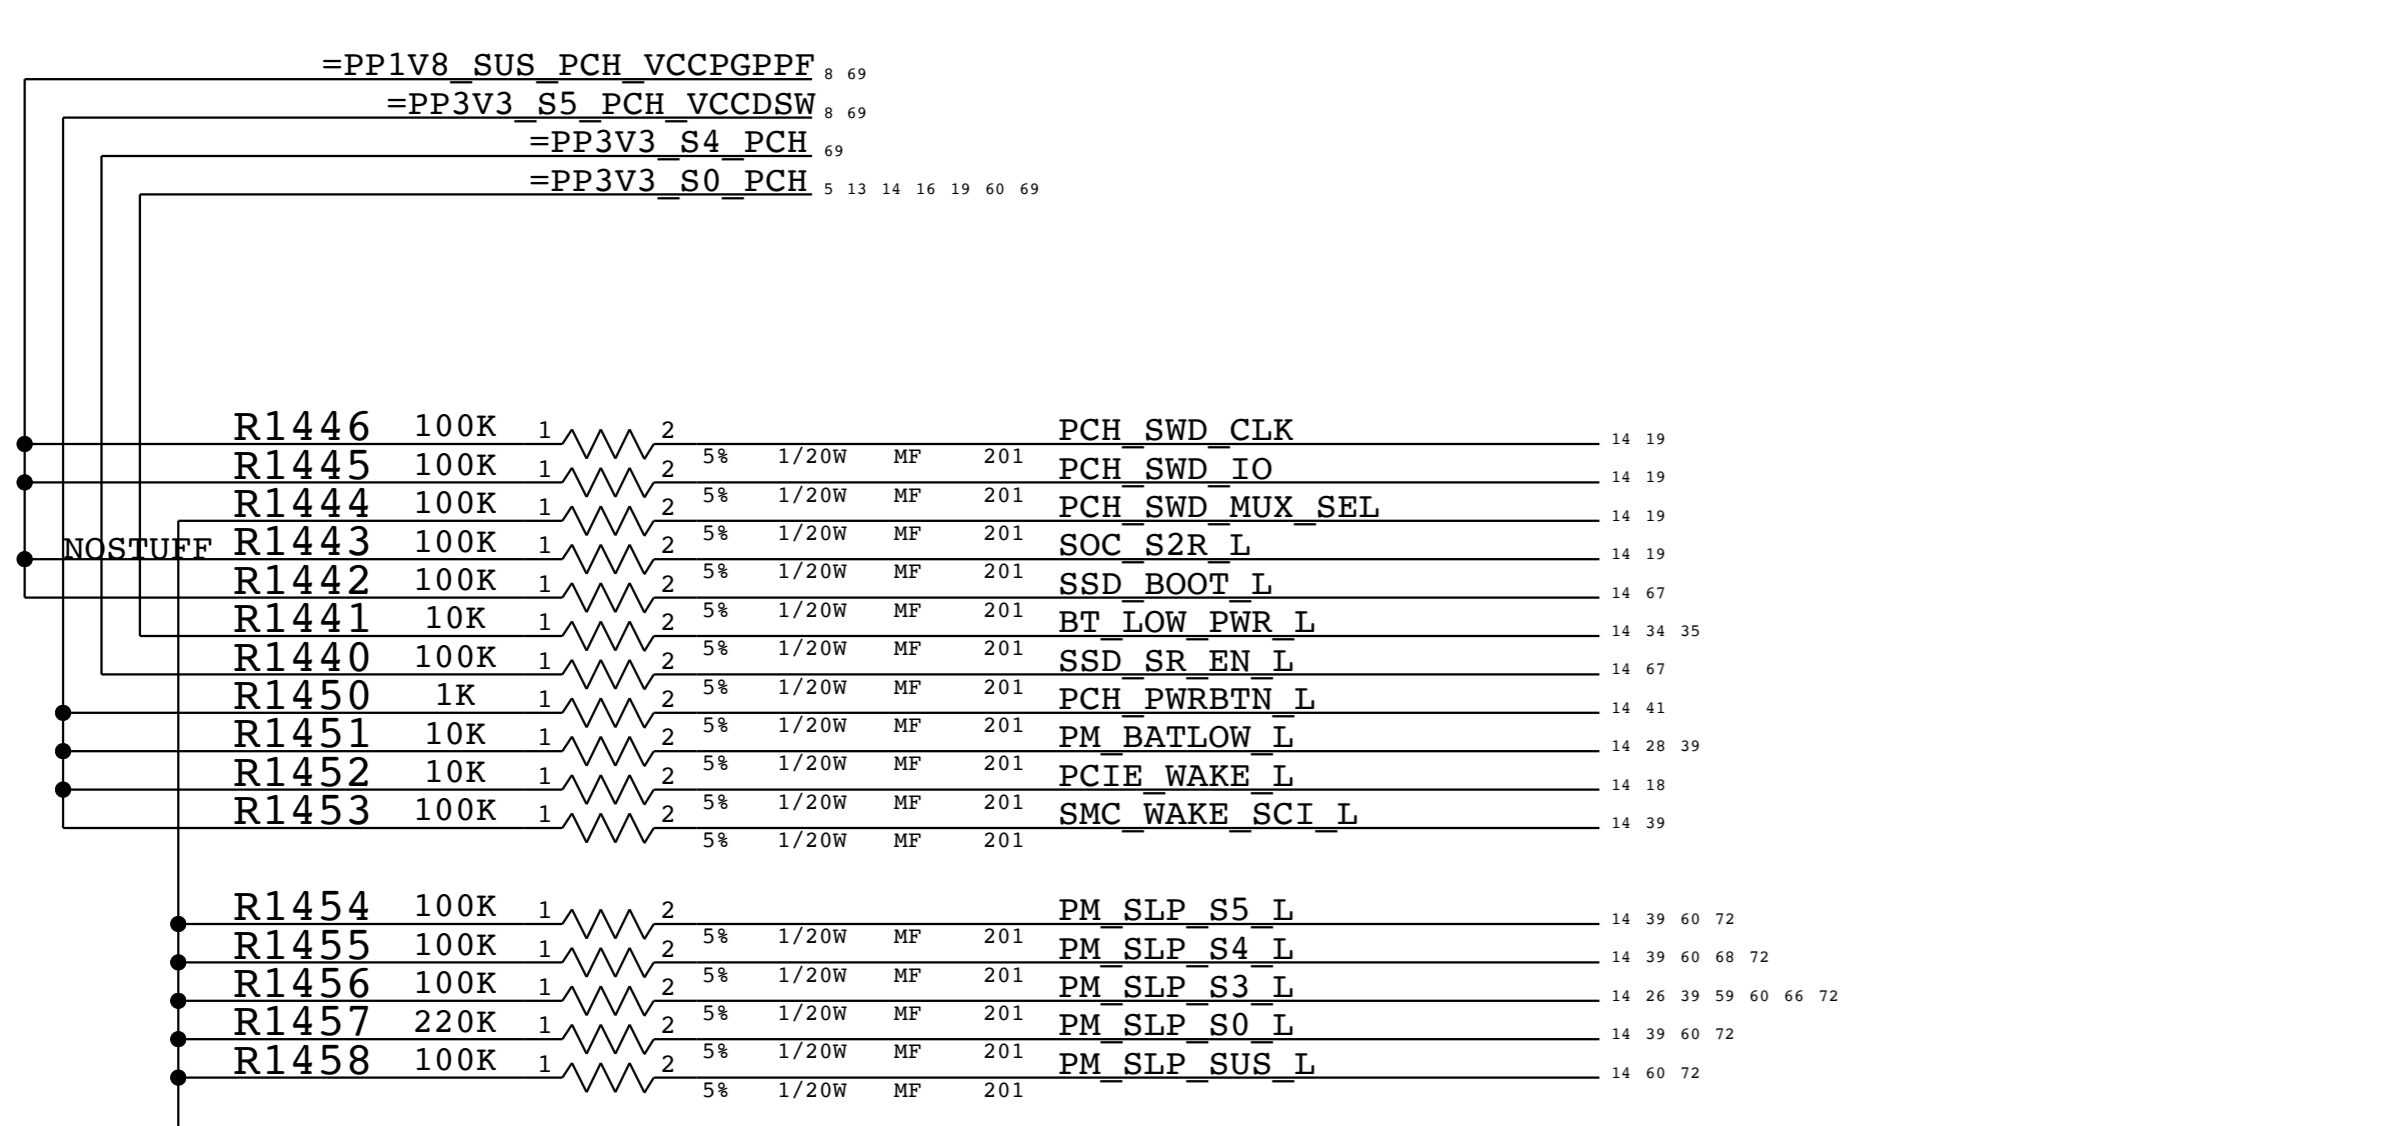 =PP1V8_SUS_PCH_VCCPGPPF 8 69
=PP3V3_S5_PCH_VCCDSW 8 69
=PP3V3_S4_PCH 69
=PP3V3_S0_PCH 5 13 14 16 19 60 69
R1446 100K 1 2 PCH_SWD_CLK 14 19
5% 1/20W MF 201
R1445 100K 1 2 PCH_SWD_IO 14 19
5% 1/20W MF 201
R1444 100K 1 2 PCH_SWD_MUX_SEL 14 19
5% 1/20W MF 201
NOSTUFF R1443 100K 1 2 SOC_S2R_L 14 19
5% 1/20W MF 201
R1442 100K 1 2 SSD_BOOT_L 14 67
5% 1/20W MF 201
R1441 10K 1 2 BT_LOW_PWR_L 14 34 35
5% 1/20W MF 201
R1440 100K 1 2 SSD_SR_EN_L 14 67
5% 1/20W MF 201
R1450 1K 1 2 PCH_PWRBTN_L 14 41
5% 1/20W MF 201
R1451 10K 1 2 PM_BATLOW_L 14 28 39
5% 1/20W MF 201
R1452 10K 1 2 PCIE_WAKE_L 14 18
5% 1/20W MF 201
R1453 100K 1 2 SMC_WAKE_SCI_L 14 39
5% 1/20W MF 201
R1454 100K 1 2 PM_SLP_S5_L 14 39 60 72
5% 1/20W MF 201
R1455 100K 1 2 PM_SLP_S4_L 14 39 60 68 72
5% 1/20W MF 201
R1456 100K 1 2 PM_SLP_S3_L 14 26 39 59 60 66 72
5% 1/20W MF 201
R1457 220K 1 2 PM_SLP_S0_L 14 39 60 72
5% 1/20W MF 201
R1458 100K 1 2 PM_SLP_SUS_L 14 60 72
5% 1/20W MF 201